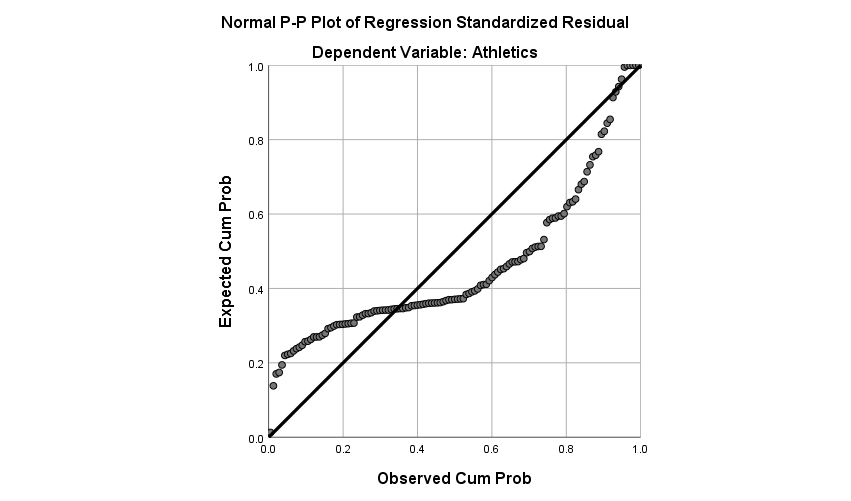 Normal P-P Plot of Regression Standardized Residual
Dependent Variable: Athletics
Expected Cum Prob
1.0
0.8
0.6
0.4
0.2
0.0
0.0 0.2 0.4 0.6 0.8 1.0
Observed Cum Prob